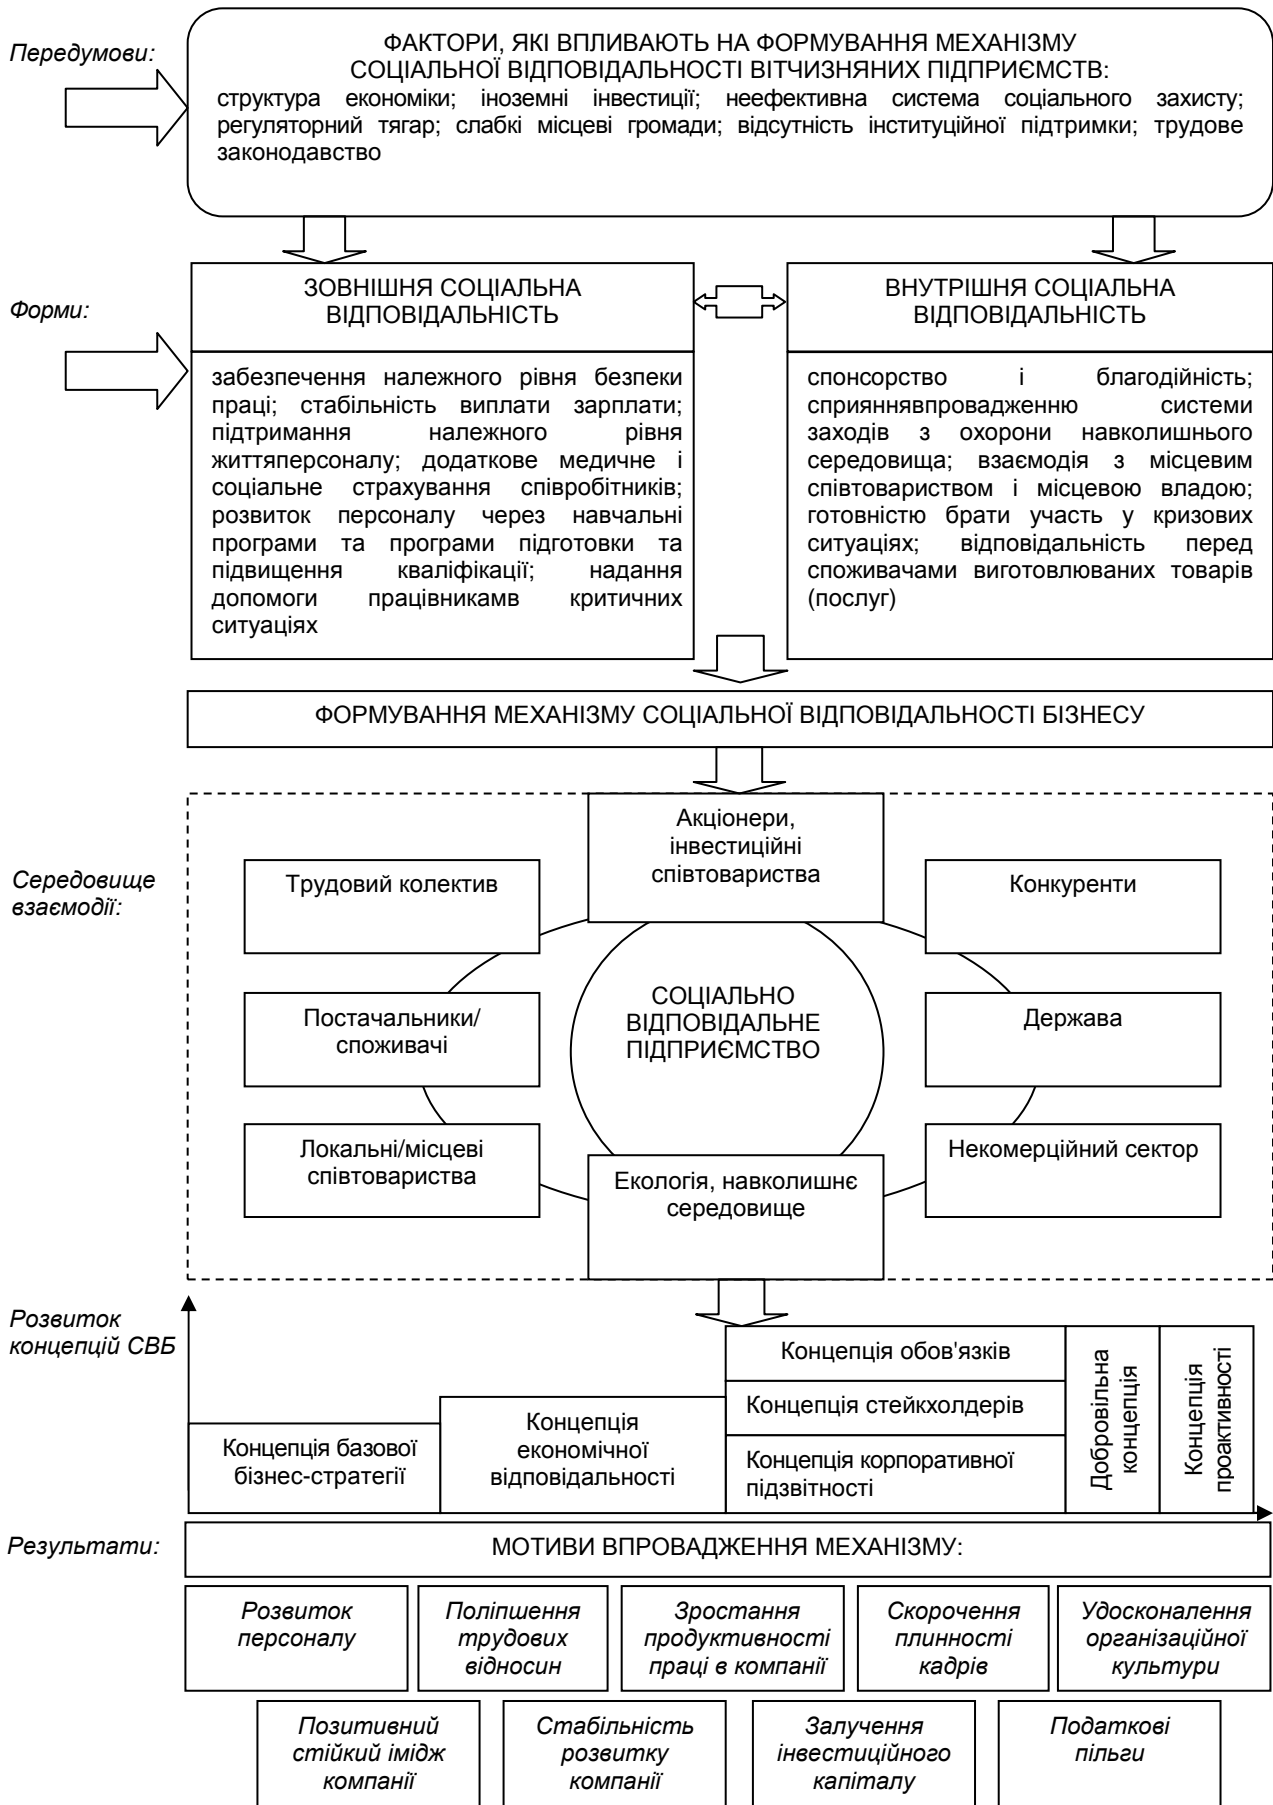 Передумови:
ФАКТОРИ, ЯКІ ВПЛИВАЮТЬ НА ФОРМУВАННЯ МЕХАНІЗМУ
СОЦІАЛЬНОЇ ВІДПОВІДАЛЬНОСТІ ВІТЧИЗНЯНИХ ПІДПРИЄМСТВ:
структура економіки; іноземні інвестиції; неефективна система соціального захисту;
регуляторний тягар; слабкі місцеві громади; відсутність інституційної підтримки; трудове
законодавство
Форми:
ЗОВНІШНЯ СОЦІАЛЬНА
ВІДПОВІДАЛЬНІСТЬ
забезпечення належного рівня безпеки
праці; стабільність виплати зарплати;
підтримання належного рівня
життяперсоналу; додаткове медичне і
соціальне страхування співробітників;
розвиток персоналу через навчальні
програми та програми підготовки та
підвищення кваліфікації; надання
допомоги працівникамв критичних
ситуаціях
ВНУТРІШНЯ СОЦІАЛЬНА
ВІДПОВІДАЛЬНІСТЬ
спонсорство і благодійність;
сприяннявпровадженню системи
заходів з охорони навколишнього
середовища; взаємодія з місцевим
співтовариством і місцевою владою;
готовністю брати участь у кризових
ситуаціях; відповідальність перед
споживачами виготовлюваних товарів
(послуг)
ФОРМУВАННЯ МЕХАНІЗМУ СОЦІАЛЬНОЇ ВІДПОВІДАЛЬНОСТІ БІЗНЕСУ
Середовище
взаємодії:
Акціонери,
інвестиційні
співтовариства
Трудовий колектив
Конкуренти
Постачальники/
споживачі
СОЦІАЛЬНО
ВІДПОВІДАЛЬНЕ
ПІДПРИЄМСТВО
Держава
Локальні/місцеві
співтовариства
Екологія, навколишнє
середовище
Некомерційний сектор
Розвиток
концепцій СВБ
Концепція базової
бізнес-стратегії
Концепція
економічної
відповідальності
Концепція обов'язків
Концепція стейкхолдерів
Концепція корпоративної
підзвітності
Добровільна
концепція
Концепція
проактивності
Результати:
МОТИВИ ВПРОВАДЖЕННЯ МЕХАНІЗМУ:
Розвиток
персоналу
Поліпшення
трудових
відносин
Зростання
продуктивності
праці в компанії
Скорочення
плинності
кадрів
Удосконалення
організаційної
культури
Позитивний
стійкий імідж
компанії
Стабільність
розвитку
компанії
Залучення
інвестиційного
капіталу
Податкові
пільги